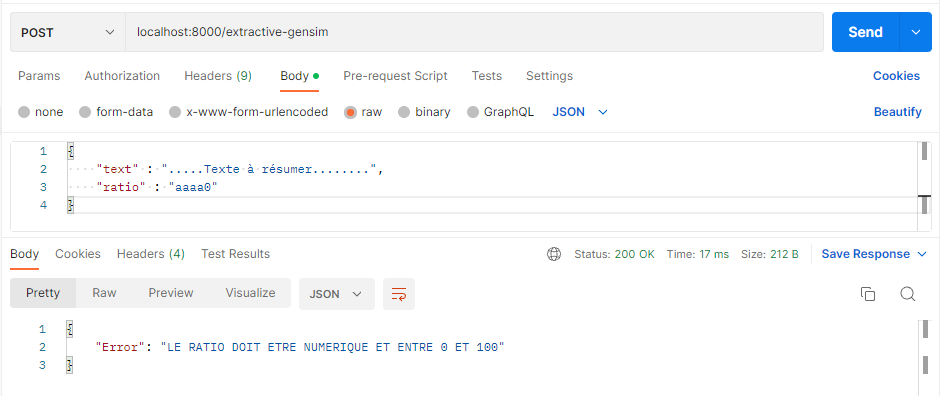 POST localhost:8000/extractive-gensim Send
Params Authorization Headers (9) Body Pre-request Script Tests Settings Cookies
none form-data x-www-form-urlencoded raw binary GraphQL JSON Beautify
1 {
2 "text" : ".....Texte à résumer........",
3 "ratio" : "aaaa0"
4 }
Body Cookies Headers (4) Test Results Status: 200 OK Time: 17 ms Size: 212 B Save Response
Pretty Raw Preview Visualize JSON
1 {
2 "Error": "LE RATIO DOIT ETRE NUMERIQUE ET ENTRE 0 ET 100"
3 }